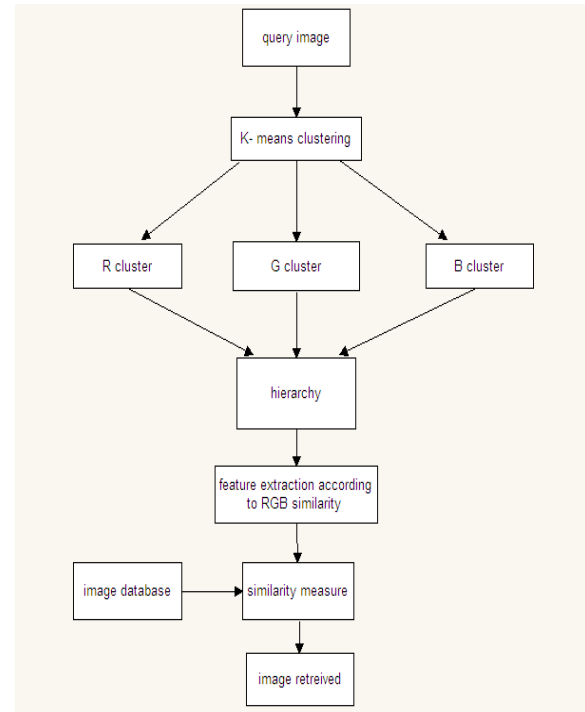 query image
K- means clustering
R cluster
G cluster
B cluster
hierarchy
feature extraction according
to RGB similarity
image database
similarity measure
image retreived